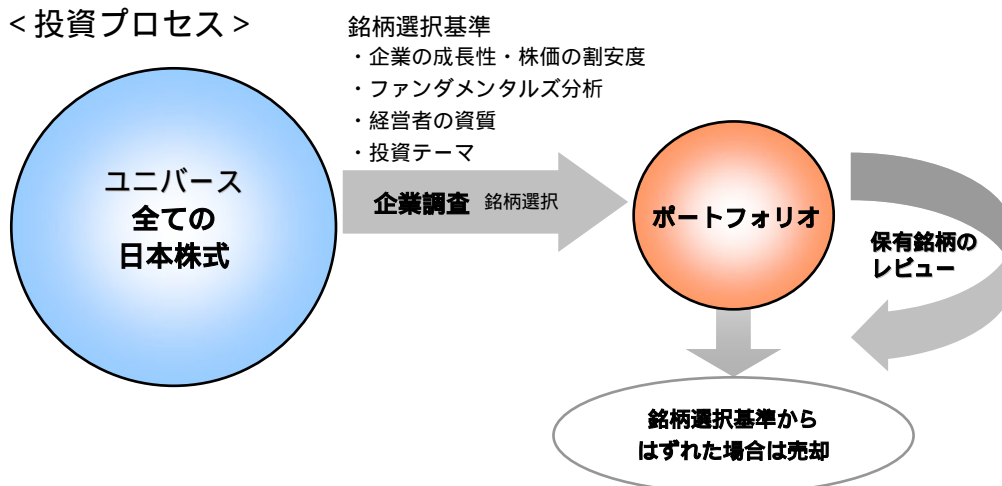 ＜投資プロセス＞
銘柄選択基準
・企業の成長性・株価の割安度
・ファンダメンタルズ分析
・経営者の資質
・投資テーマ
ユニバース
全ての
日本株式
企業調査 銘柄選択
ポートフォリオ
保有銘柄の
レビュー
銘柄選択基準から
はずれた場合は売却